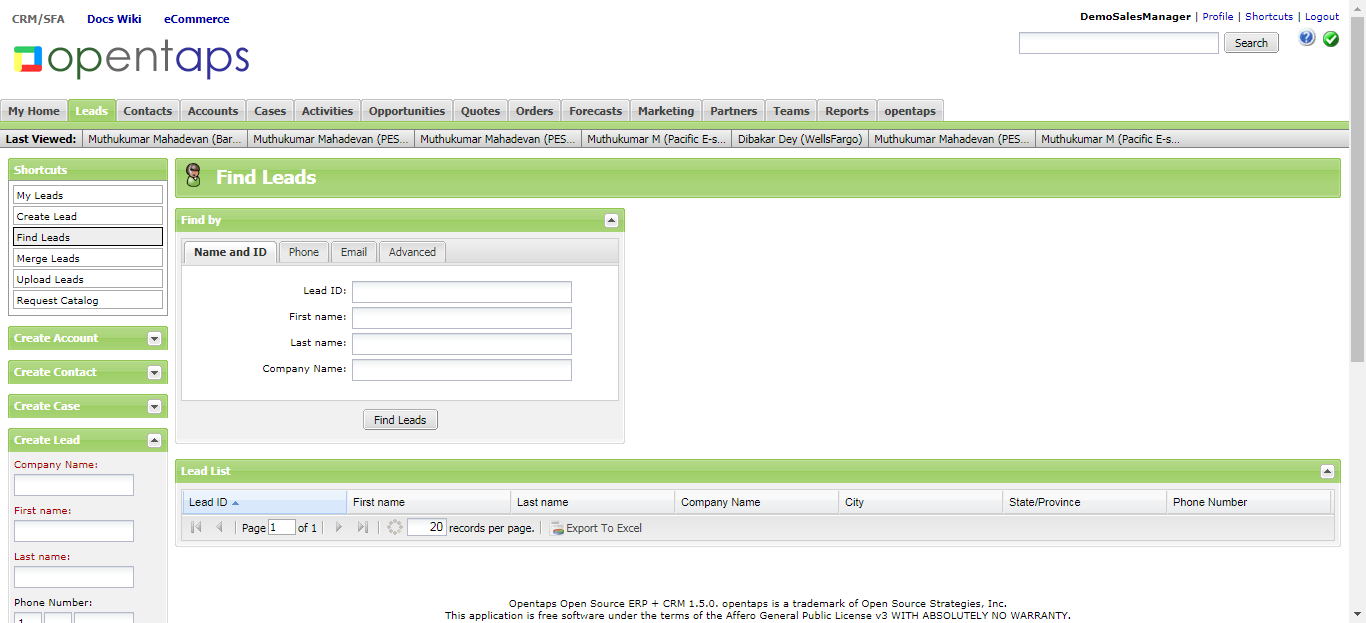 CRM/SFA Docs Wiki eCommerce
DemoSalesManager | Profile | Shortcuts | Logout
opentaps
Search
My Home Leads Contacts Accounts Cases Activities Opportunities Quotes Orders Forecasts Marketing Partners Teams Reports opentaps
Last Viewed: Muthukumar Mahadevan (Bar... Muthukumar Mahadevan (PES... Muthukumar Mahadevan (PES... Muthukumar M (Pacific E-s... Dibakar Dey (WellsFargo) Muthukumar Mahadevan (PES... Muthukumar M (Pacific E-s...
Shortcuts
My Leads
Create Lead
Find Leads
Merge Leads
Upload Leads
Request Catalog
Create Account
Create Contact
Create Case
Create Lead
Company Name:
First name:
Last name:
Phone Number:
1
Find Leads
Find by
Name and ID Phone Email Advanced
Lead ID:
First name:
Last name:
Company Name:
Find Leads
Lead List
Lead ID First name Last name Company Name City State/Province Phone Number
Page 1 of 1 20 records per page. Export To Excel
Opentaps Open Source ERP + CRM 1.5.0. opentaps is a trademark of Open Source Strategies, Inc.
This application is free software under the terms of the Affero General Public License v3 WITH ABSOLUTELY NO WARRANTY.